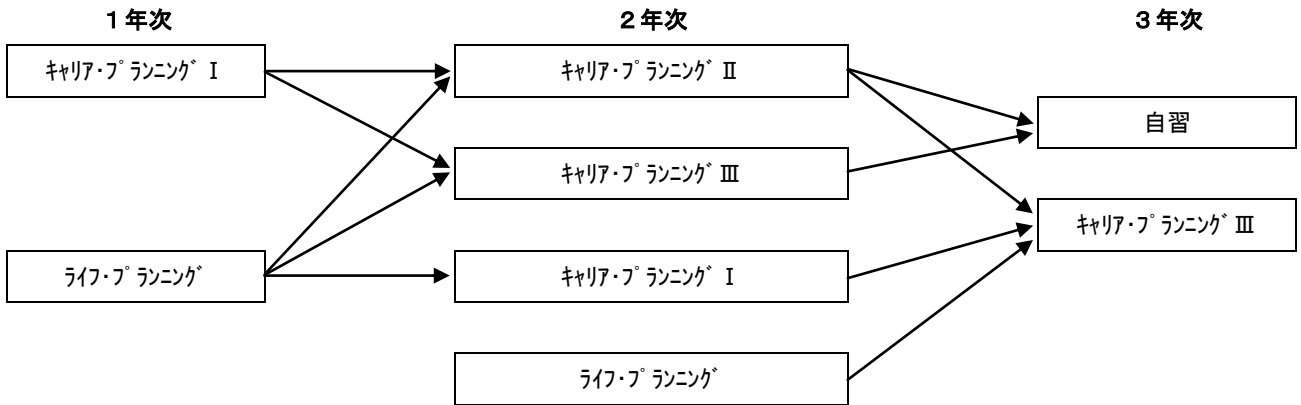 １年次
２年次
３年次
ｷｬﾘｱ･ﾌﾟﾗﾝﾆﾝｸﾞ Ⅰ
ｷｬﾘｱ･ﾌﾟﾗﾝﾆﾝｸﾞ Ⅱ
自習
ｷｬﾘｱ･ﾌﾟﾗﾝﾆﾝｸﾞ Ⅲ
ｷｬﾘｱ･ﾌﾟﾗﾝﾆﾝｸﾞ Ⅲ
ﾗｲﾌ･ﾌﾟﾗﾝﾆﾝｸﾞ
ｷｬﾘｱ･ﾌﾟﾗﾝﾆﾝｸﾞ Ⅰ
ﾗｲﾌ･ﾌﾟﾗﾝﾆﾝｸﾞ